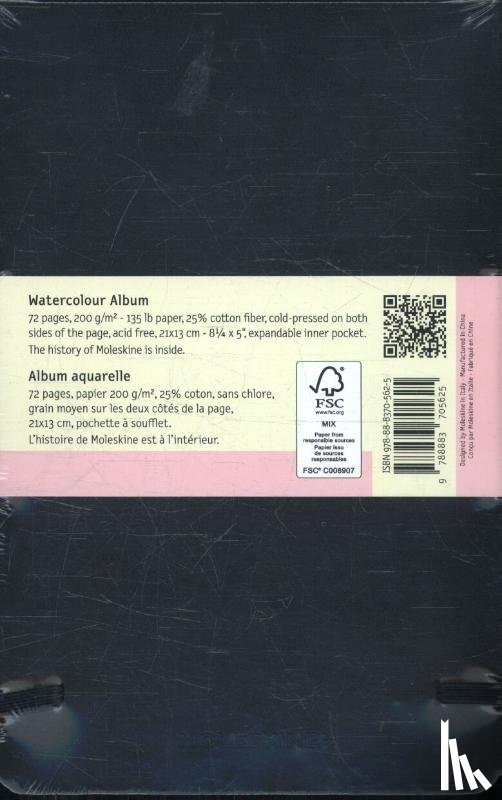 Watercolour Album
72 pages, 200 g/m² - 135 lb paper, 25% cotton fiber, cold-pressed on both
sides of the page, acid free, 21x13 cm - 8¼ x 5", expandable inner pocket.
The history of Moleskine is inside.
Album aquarelle
72 pages, papier 200 g/m², 25% coton, sans chlore,
grain moyen sur les deux côtés de la page,
21x13 cm, pochette à soufflet.
L'histoire de Moleskine est à l'intérieur.
FSC
www.fsc.org
MIX
Paper from
responsible sources
Papier issu
de sources
responsables
FSC® C008907
ISBN 978-88-8370-562-5
9 788883 705625
Designed by Moleskine in Italy - Manufactured in China
Conçu par Moleskine en Italie - Fabriqué en Chine